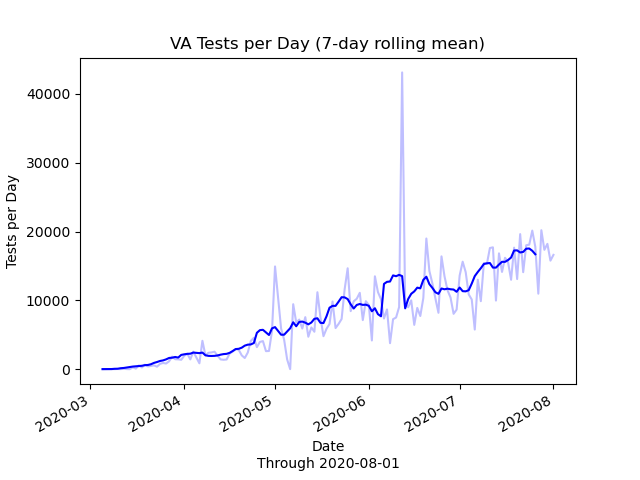 VA Tests per Day (7-day rolling mean)
40000
30000
20000
10000
0
Tests per Day
2020-03
2020-04
2020-05
2020-06
2020-07
2020-08
Date
Through 2020-08-01